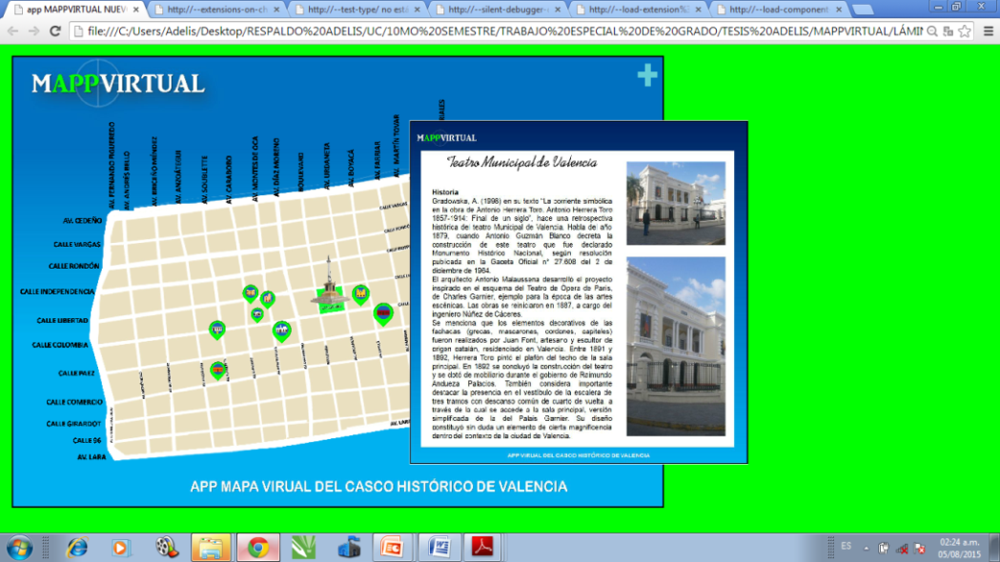 app MAPPVIRTUAL NUEV
http://--extensions-on-ch
http://--test-type/ no está
http://--silent-debugger-
http://--load-extension%
http://--load-component
file:///C:/Users/Adelis/Desktop/RESPALDO%20ADELIS/UC/10MO%20SEMESTRE/TRABAJO%20ESPECIAL%20DE%20GRADO/TESIS%20ADELIS/MAPPVIRTUAL/LÁMIN
MAPPVIRTUAL
AV. FERNANDO FIGUEREDO
AV. ANDRÉS BELLO
AV. BRICEÑO MÉNDEZ
AV. ANZOÁTEGUI
AV. SOUBLETTE
AV. CARABOBO
AV. MONTES DE OCA
AV. DÍAZ MORENO
BOULEVARD
AV. URDANETA
AV. BOYACÁ
AV. FARRIAR
AV. MARTÍN TOVAR
AV. CEDEÑO
CALLE VARGAS
CALLE RONDÓN
CALLE INDEPENDENCIA
CALLE LIBERTAD
CALLE COLOMBIA
CALLE PAEZ
CALLE COMERCIO
CALLE GIRARDOT
CALLE 96
AV. LARA
APP MAPA VIRUAL DEL CASCO HISTÓRICO DE VALENCIA
MAPPVIRTUAL
Teatro Municipal de Valencia
Historia
Gradowska, A. (1998) en su texto "La corriente simbólica
en la obra de Antonio Herrera Toro. Antonio Herrera Toro
1857-1914: Final de un siglo", hace una retrospectiva
histórica del teatro Municipal de Valencia. Habla del año
1879, cuando Antonio Guzmán Blanco decreta la
construcción de este teatro que fue declarado
Monumento Histórico Nacional, según resolución
publicada en la Gaceta Oficial n° 27.608 del 2 de
diciembre de 1964.
El arquitecto Antonio Malaussena desarrolló el proyecto
inspirado en el esquema del Teatro de Opera de París,
de Charles Garnier, ejemplo para la época de las artes
escénicas. Las obras se reinicaron en 1887, a cargo del
ingeniero Núñez de Cáceres.
Se menciona que los elementos decorativos de las
fachacas (grecas, mascarones, cordones, capiteles)
fueron realizados por Juan Font, artesano y escultor de
origen catalán, residenciado en Valencia. Entre 1891 y
1892, Herrera Toro pintó el plafón del techo de la sala
principal. En 1892 se concluyó la construcción del teatro
y se dotó de mobiliario durante el gobierno de Raimundo
Andueza Palacios. También considera importante
destacar la presencia en el vestíbulo de la escalera de
tres tramos con descanso común de cuarto de vuelta a
través de la cual se accede a la sala principal, versión
simplificada de la del Palais Garnier. Su diseño
constituyó sin duda un elemento de cierta magnificencia
dentro del contexto de la ciudad de Valencia.
APP VIRUAL DEL CASCO HISTÓRICO DE VALENCIA
ES
02:24 a.m.
05/08/2015